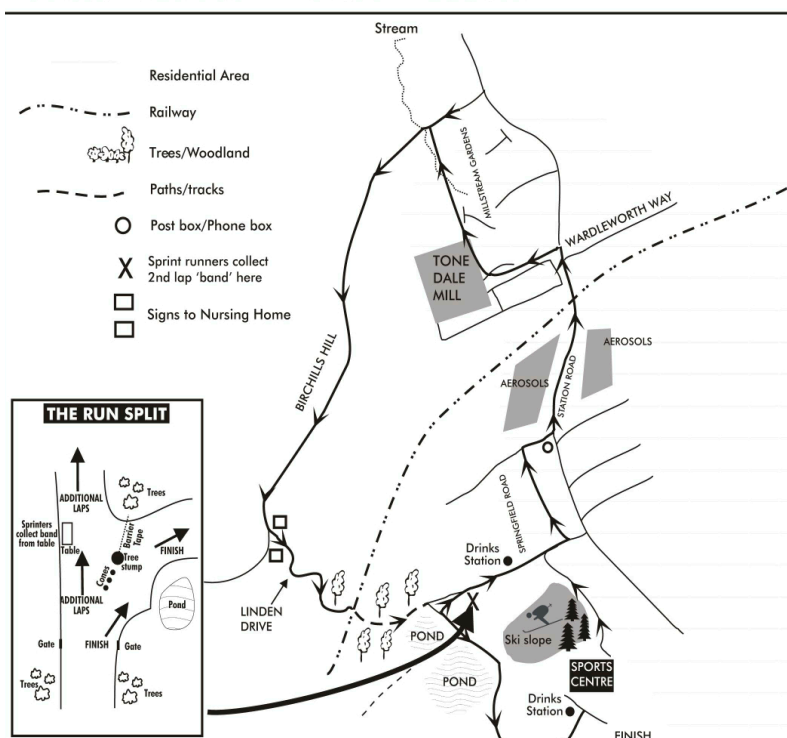 Stream
Residential Area
Railway
Trees/Woodland
Paths/tracks
Post box/Phone box
Sprint runners collect
2nd lap 'band' here
Signs to Nursing Home
MILLSTREAM GARDENS
WARDLEWORTH WAY
TONE
DALE
MILL
AEROSOLS
AEROSOLS
STATION ROAD
BIRCHILLS HILL
SPRINGFIELD ROAD
Drinks
Station
LINDEN
DRIVE
POND
POND
Ski slope
SPORTS
CENTRE
Drinks
Station
FINISH
THE RUN SPLIT
ADDITIONAL
LAPS
Trees
Sprinters
collect band
from table
Table
Barrier
Tape
FINISH
Tree
stump
Cones
ADDITIONAL
LAPS
Pond
FINISH
Gate
Gate
Trees
Trees